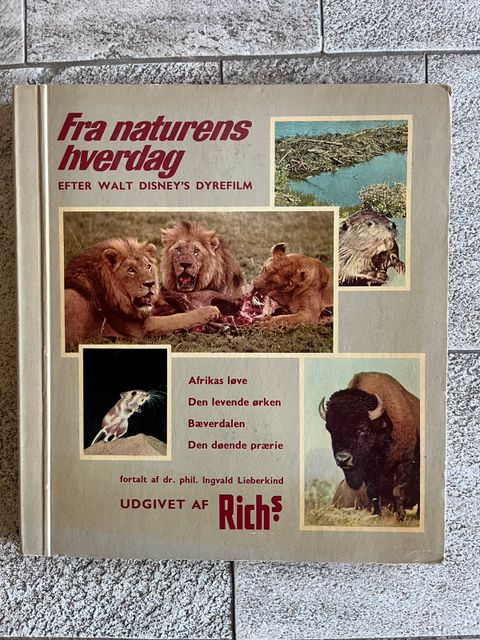 Fra naturens
hverdag
EFTER WALT DISNEY'S DYREFILM
Afrikas løve
Den levende ørken
Bæverdalen
Den døende prærie
fortalt af dr. phil. Ingvald Lieberkind
UDGIVET AF Richs.